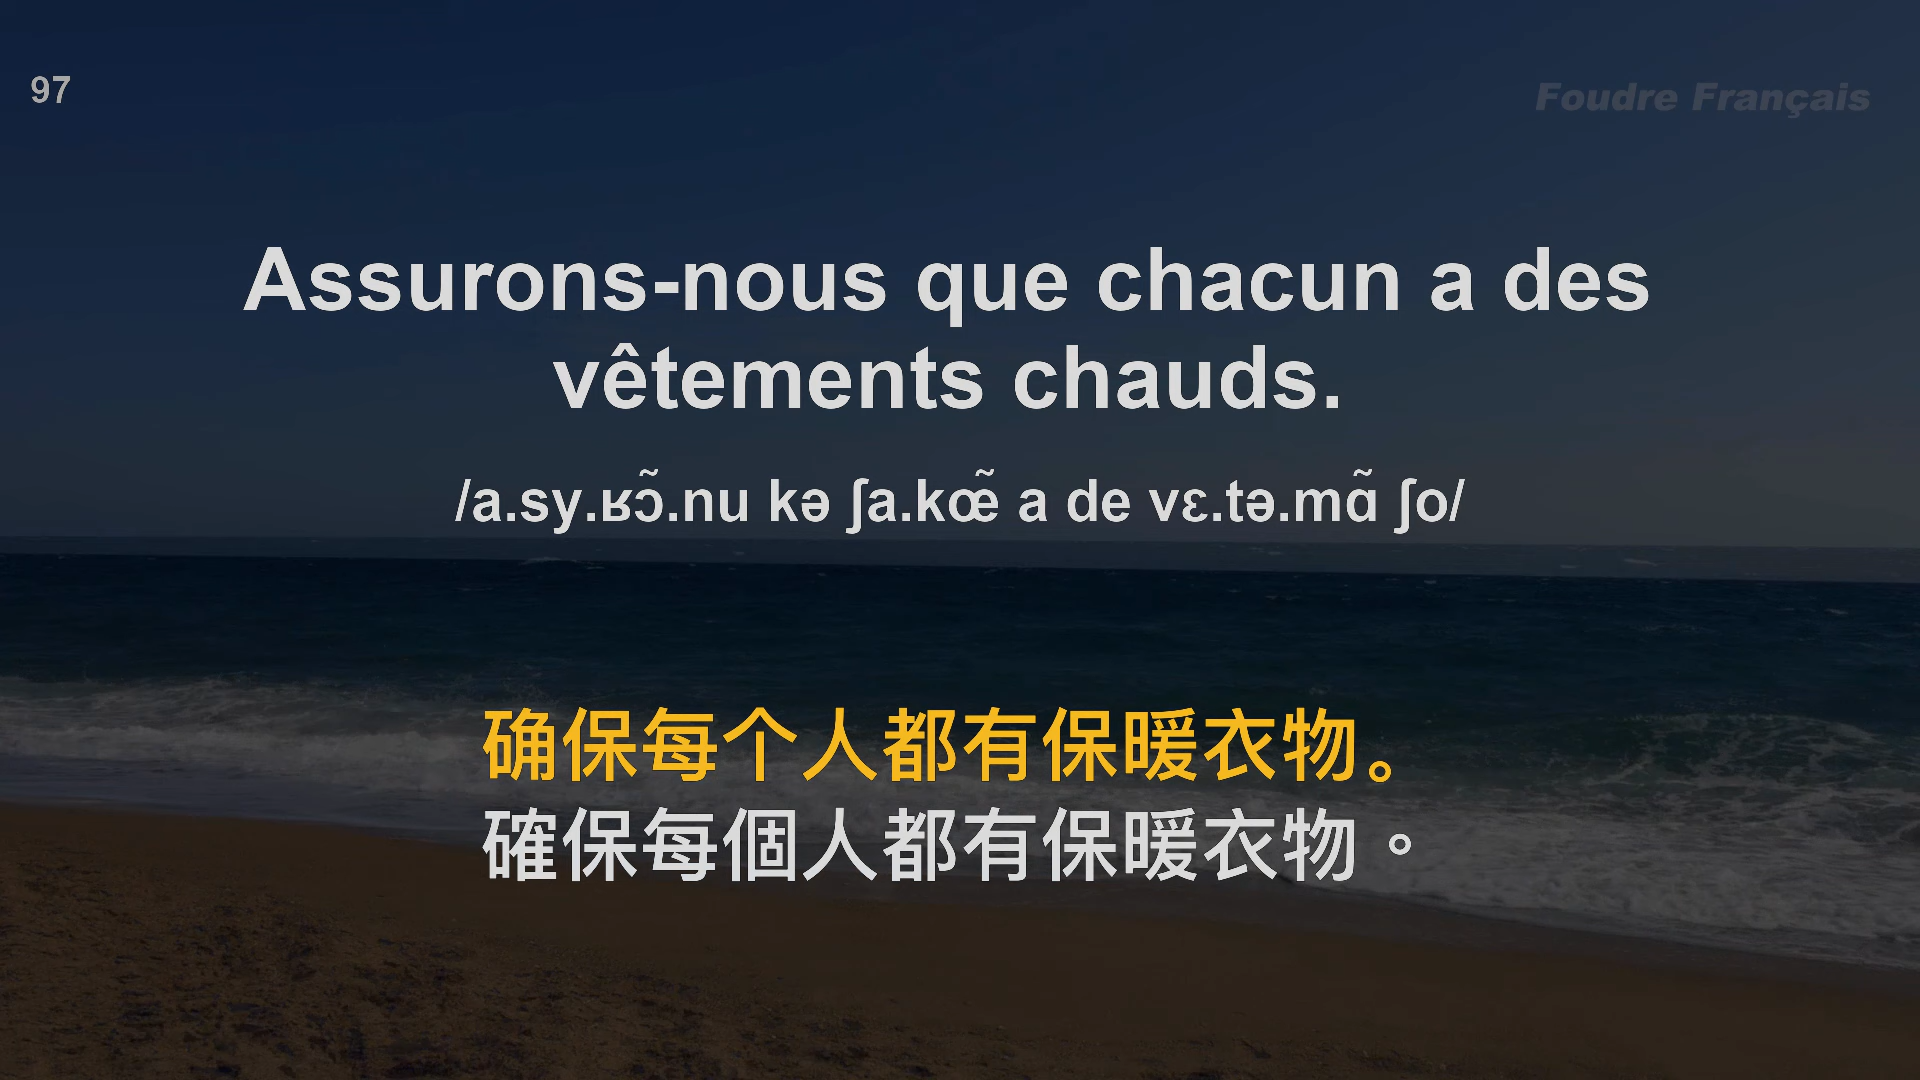 97
Foudre Français
Assurons-nous que chacun a des
vêtements chauds.
/a.sy.ʁɔ̃.nu kə ʃa.kœ̃ a de vɛ.tə.mɑ̃ ʃo/
确保每个人都有保暖衣物。
確保每個人都有保暖衣物。